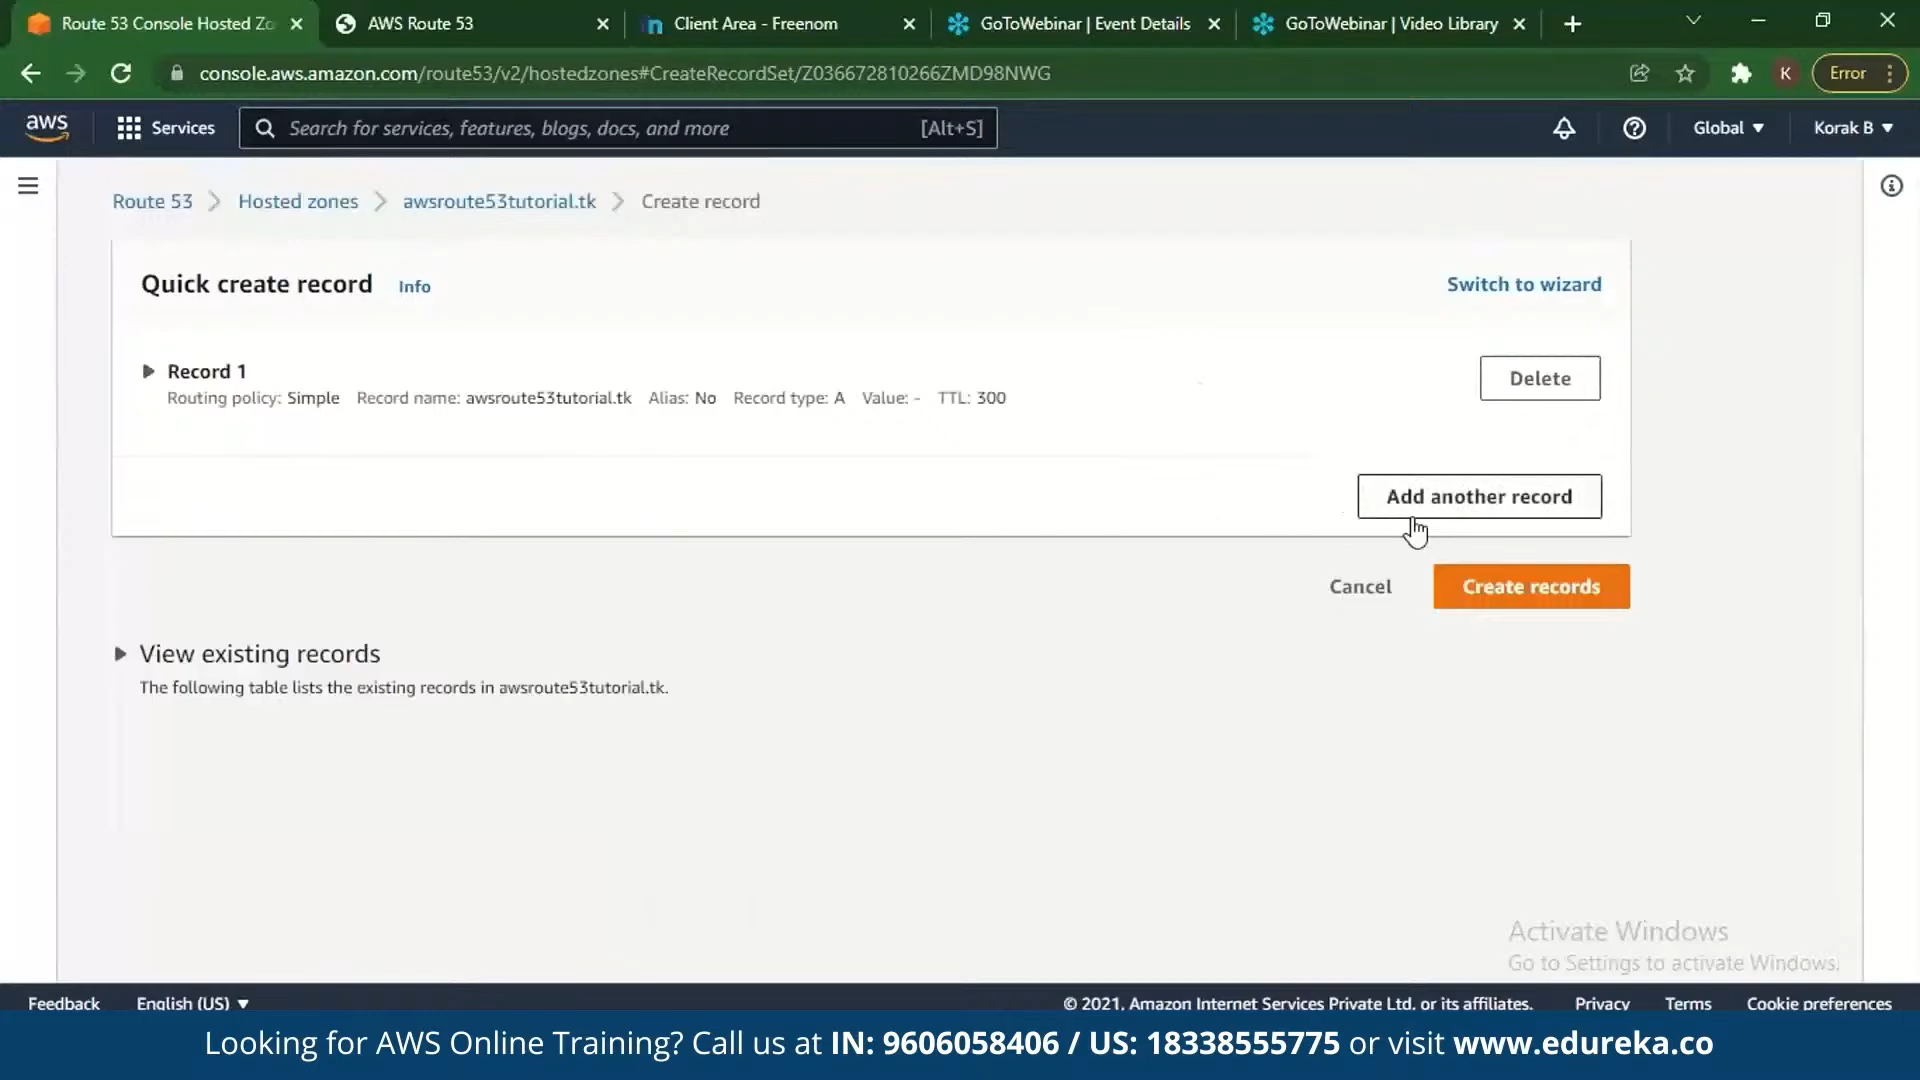 Route 53 Console Hosted Zo
AWS Route 53
Client Area - Freenom
GoToWebinar | Event Details
GoToWebinar | Video Library
console.aws.amazon.com/route53/v2/hostedzones#CreateRecordSet/Z036672810266ZMD98NWG
K
Error
aws
Services
Search for services, features, blogs, docs, and more
[Alt+S]
Global
Korak B
Route 53
Hosted zones
awsroute53tutorial.tk
Create record
Quick create record
Info
Switch to wizard
Record 1
Delete
Routing policy: Simple Record name: awsroute53tutorial.tk Alias: No Record type: A Value: - TTL: 300
Add another record
Cancel
Create records
View existing records
The following table lists the existing records in awsroute53tutorial.tk.
Activate Windows
Go to Settings to activate Windows.
Feedback
English (US)
© 2021, Amazon Internet Services Private Ltd. or its affiliates.
Privacy
Terms
Cookie preferences
Looking for AWS Online Training? Call us at IN: 9606058406 / US: 18338555775 or visit www.edureka.co